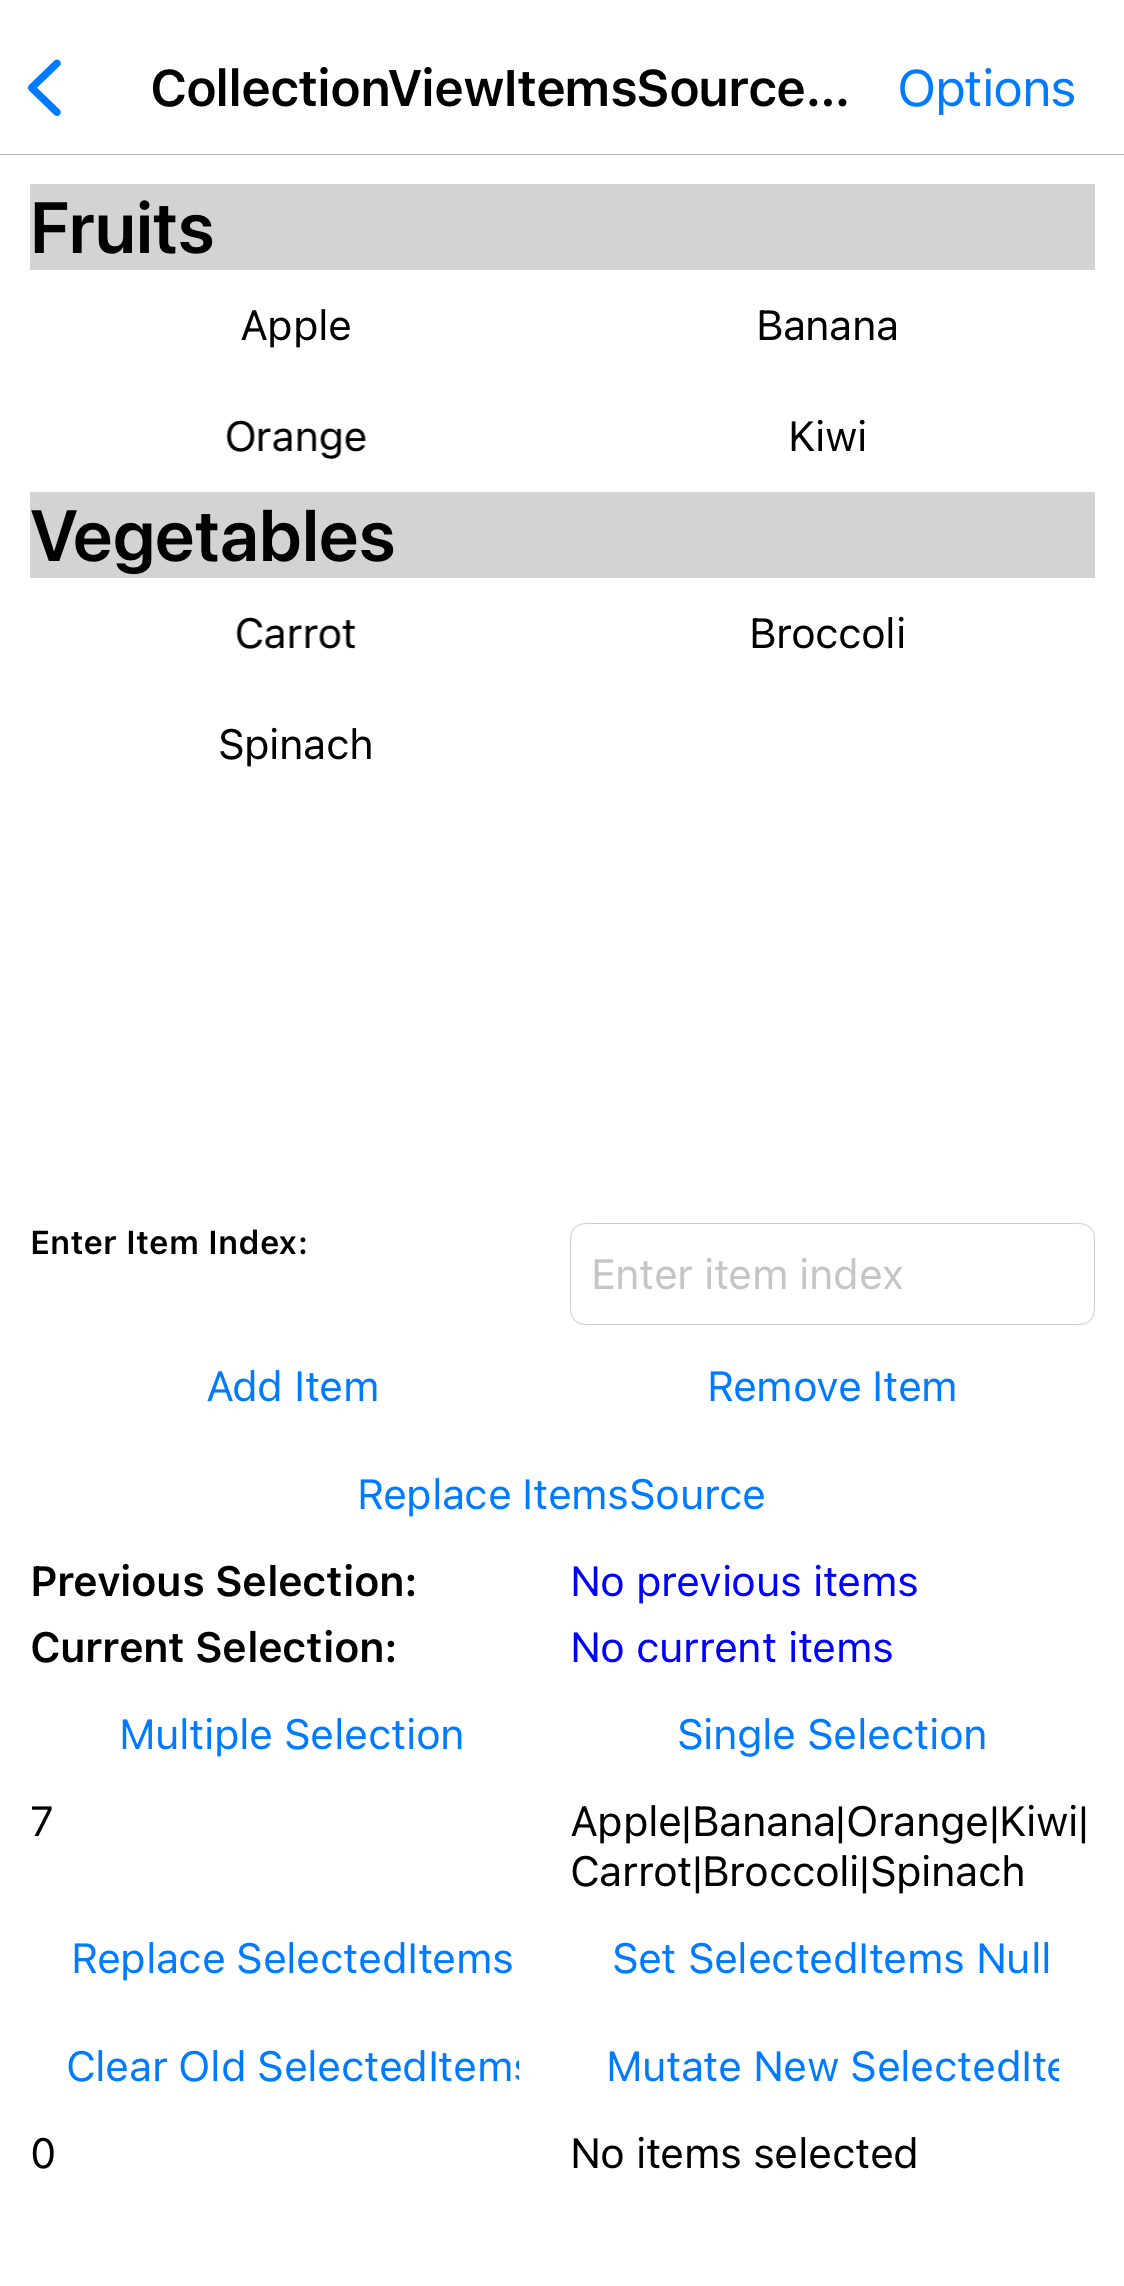 CollectionViewItemsSource...
Options
Fruits
Apple
Banana
Orange
Kiwi
Vegetables
Carrot
Broccoli
Spinach
Enter Item Index:
Enter item index
Add Item
Remove Item
Replace ItemsSource
Previous Selection:
No previous items
Current Selection:
No current items
Multiple Selection
Single Selection
7
Apple|Banana|Orange|Kiwi|
Carrot|Broccoli|Spinach
Replace SelectedItems
Set SelectedItems Null
Clear Old SelectedItems
Mutate New SelectedIte
0
No items selected